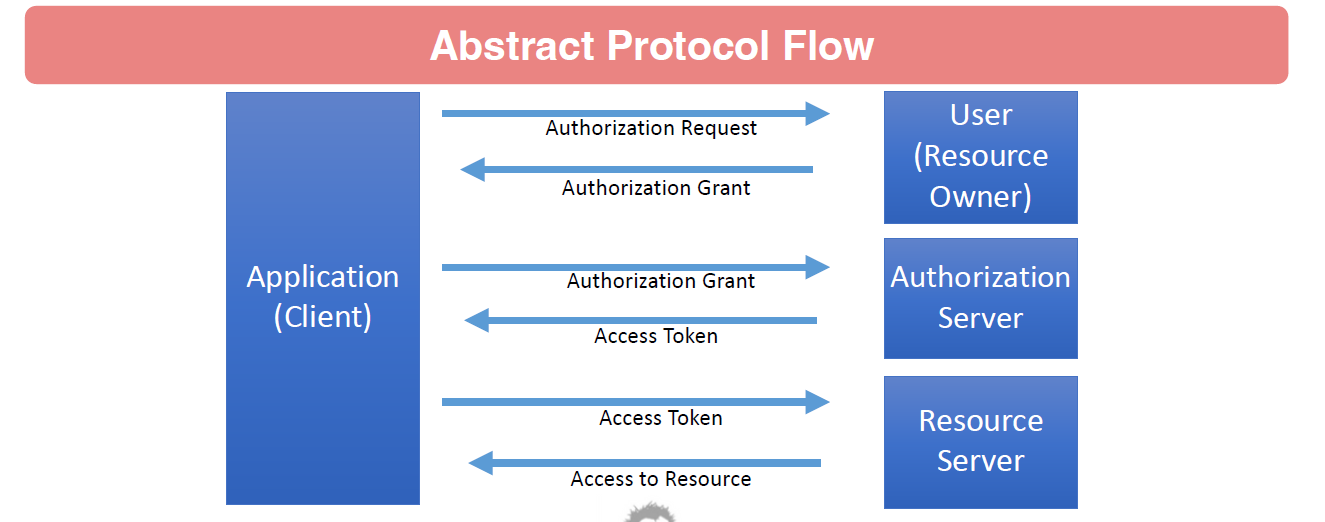 Abstract Protocol Flow
Application
(Client)
Authorization Request
Authorization Grant
User
(Resource
Owner)
Authorization Grant
Access Token
Authorization
Server
Access Token
Access to Resource
Resource
Server